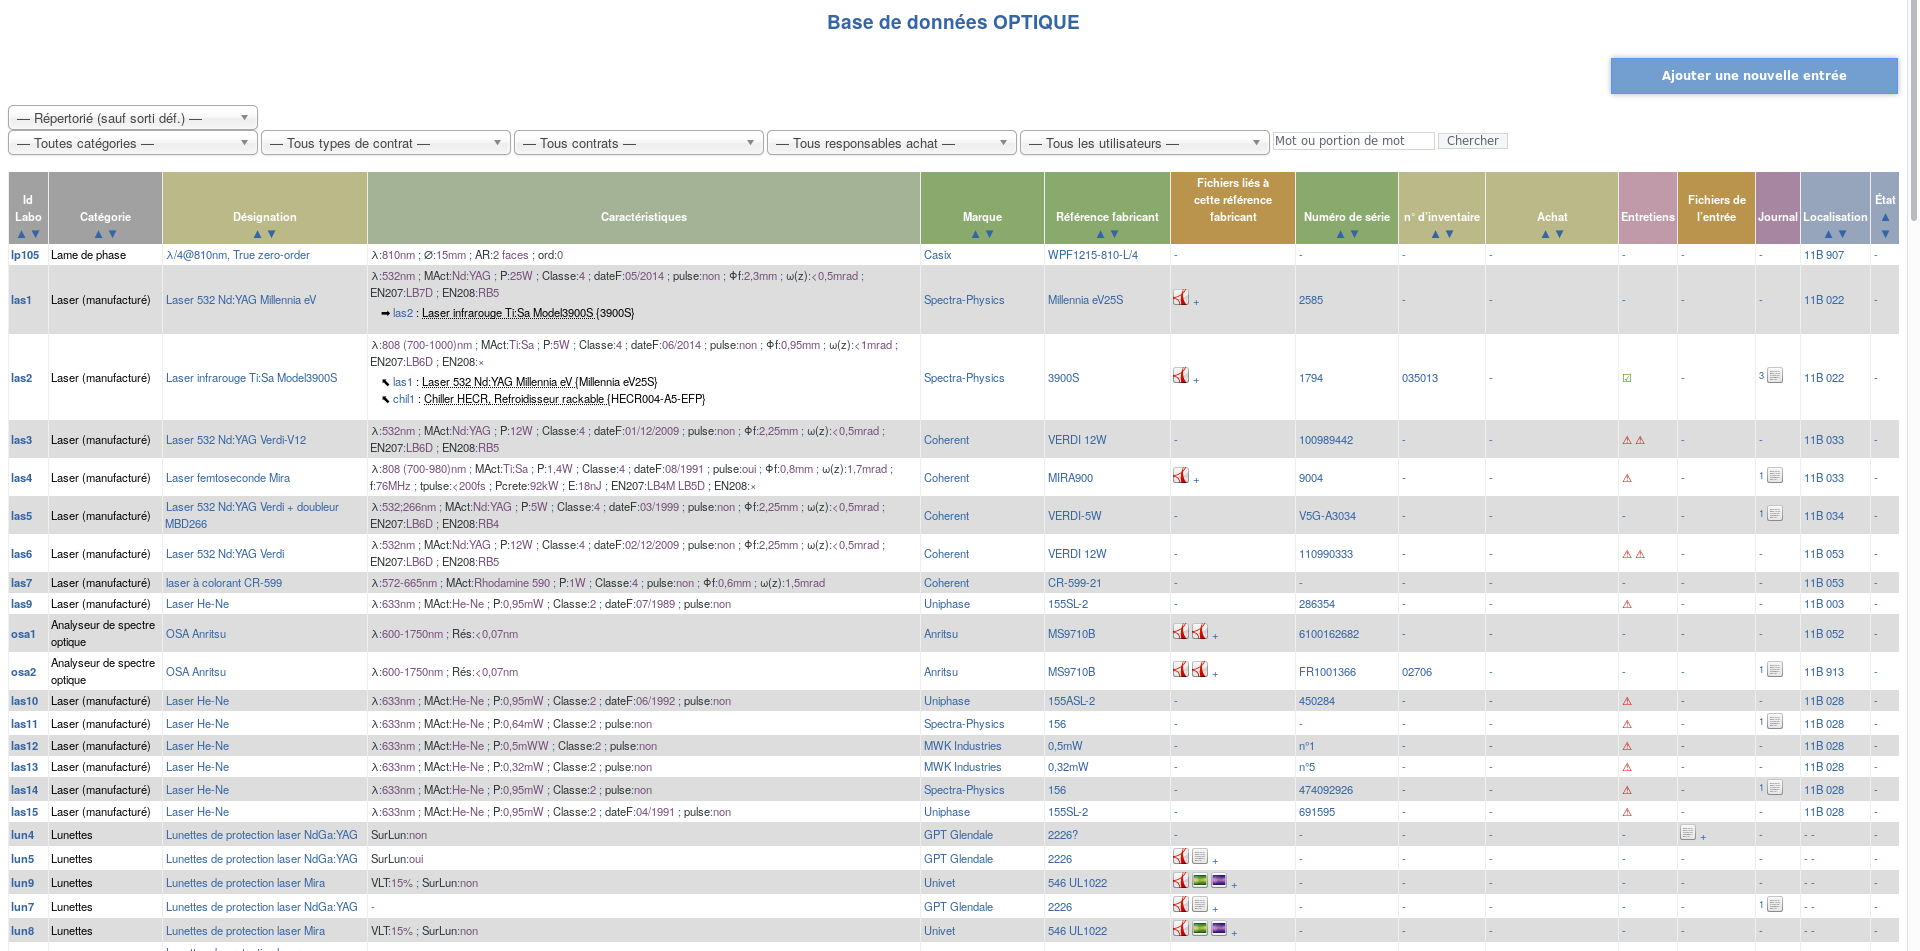 Base de données OPTIQUE
Ajouter une nouvelle entrée
— Répertorié (sauf sorti déf.) —
— Toutes catégories — — Tous types de contrat — — Tous contrats — — Tous responsables achat — — Tous les utilisateurs — Mot ou portion de mot Chercher
Id Labo ▲▼ Catégorie ▲▼ Désignation ▲▼ Caractéristiques Marque ▲▼ Référence fabricant ▲▼ Fichiers liés à cette référence fabricant Numéro de série ▲▼ n° d'inventaire ▲▼ Achat ▲▼ Entretiens Fichiers de l'entrée Journal Localisation ▲▼ État ▲▼
lp105 Lame de phase λ/4@810nm, True zero-order λ:810nm ; Ø:15mm ; AR:2 faces ; ord:0 Casix WPF1215-810-L/4 - - - - - - - 11B 907 -
las1 Laser (manufacturé) Laser 532 Nd:YAG Millennia eV λ:532nm ; MAct:Nd:YAG ; P:25W ; Classe:4 ; dateF:05/2014 ; pulse:non ; Φf:2,3mm ; ω(z):<0,5mrad ;
EN207:LB7D ; EN208:RB5
➡ las2 : Laser infrarouge Ti:Sa Model3900S {3900S}
Spectra-Physics Millennia eV25S + 2585 - - - - - 11B 022 -
las2 Laser (manufacturé) Laser infrarouge Ti:Sa Model3900S λ:808 (700-1000)nm ; MAct:Ti:Sa ; P:5W ; Classe:4 ; dateF:06/2014 ; pulse:non ; Φf:0,95mm ; ω(z):<1mrad ;
EN207:LB6D ; EN208:×
⬉ las1 : Laser 532 Nd:YAG Millennia eV {Millennia eV25S}
⬉ chil1 : Chiller HECR, Refroidisseur rackable {HECR004-A5-EFP}
Spectra-Physics 3900S + 1794 035013 - ☑ - 3 11B 022 -
las3 Laser (manufacturé) Laser 532 Nd:YAG Verdi-V12 λ:532nm ; MAct:Nd:YAG ; P:12W ; Classe:4 ; dateF:01/12/2009 ; pulse:non ; Φf:2,25mm ; ω(z):<0,5mrad ;
EN207:LB6D ; EN208:RB5
Coherent VERDI 12W - 100989442 - - ⚠ ⚠ - - 11B 033 -
las4 Laser (manufacturé) Laser femtoseconde Mira λ:808 (700-980)nm ; MAct:Ti:Sa ; P:1,4W ; Classe:4 ; dateF:08/1991 ; pulse:oui ; Φf:0,8mm ; ω(z):1,7mrad ;
f:76MHz ; tpulse:<200fs ; Pcrete:92kW ; E:18nJ ; EN207:LB4M LB5D ; EN208:×
Coherent MIRA900 + 9004 - - ⚠ - 1 11B 033 -
las5 Laser (manufacturé) Laser 532 Nd:YAG Verdi + doubleur MBD266 λ:532;266nm ; MAct:Nd:YAG ; P:5W ; Classe:4 ; dateF:03/1999 ; pulse:non ; Φf:2,25mm ; ω(z):<0,5mrad ;
EN207:LB6D ; EN208:RB4
Coherent VERDI-5W - V5G-A3034 - - - - 1 11B 034 -
las6 Laser (manufacturé) Laser 532 Nd:YAG Verdi λ:532nm ; MAct:Nd:YAG ; P:12W ; Classe:4 ; dateF:02/12/2009 ; pulse:non ; Φf:2,25mm ; ω(z):<0,5mrad ;
EN207:LB6D ; EN208:RB5
Coherent VERDI 12W - 110990333 - - ⚠ ⚠ - - 11B 053 -
las7 Laser (manufacturé) laser à colorant CR-599 λ:572-665nm ; MAct:Rhodamine 590 ; P:1W ; Classe:4 ; pulse:non ; Φf:0,6mm ; ω(z):1,5mrad Coherent CR-599-21 - - - - - - - 11B 053 -
las9 Laser (manufacturé) Laser He-Ne λ:633nm ; MAct:He-Ne ; P:0,95mW ; Classe:2 ; dateF:07/1989 ; pulse:non Uniphase 155SL-2 - 286354 - - ⚠ - - 11B 003 -
osa1 Analyseur de spectre optique OSA Anritsu λ:600-1750nm ; Rés:<0,07nm Anritsu MS9710B + 6100162682 - - - - - 11B 052 -
osa2 Analyseur de spectre optique OSA Anritsu λ:600-1750nm ; Rés:<0,07nm Anritsu MS9710B + FR1001366 02706 - - - 1 11B 913 -
las10 Laser (manufacturé) Laser He-Ne λ:633nm ; MAct:He-Ne ; P:0,95mW ; Classe:2 ; dateF:06/1992 ; pulse:non Uniphase 155ASL-2 - 450284 - - ⚠ - - 11B 028 -
las11 Laser (manufacturé) Laser He-Ne λ:633nm ; MAct:He-Ne ; P:0,64mW ; Classe:2 ; pulse:non Spectra-Physics 156 - - - - ⚠ - 1 11B 028 -
las12 Laser (manufacturé) Laser He-Ne λ:633nm ; MAct:He-Ne ; P:0,5mWW ; Classe:2 ; pulse:non MWK Industries 0,5mW - n°1 - - ⚠ - - 11B 028 -
las13 Laser (manufacturé) Laser He-Ne λ:633nm ; MAct:He-Ne ; P:0,32mW ; Classe:2 ; pulse:non MWK Industries 0,32mW - n°5 - - ⚠ - - 11B 028 -
las14 Laser (manufacturé) Laser He-Ne λ:633nm ; MAct:He-Ne ; P:0,95mW ; Classe:2 ; pulse:non Spectra-Physics 156 - 474092926 - - ⚠ - 1 11B 028 -
las15 Laser (manufacturé) Laser He-Ne λ:633nm ; MAct:He-Ne ; P:0,95mW ; Classe:2 ; dateF:04/1991 ; pulse:non Uniphase 155SL-2 - 691595 - - ⚠ - - 11B 028 -
lun4 Lunettes Lunettes de protection laser NdGa:YAG SurLun:non GPT Glendale 2226? - - - - - + - - - -
lun5 Lunettes Lunettes de protection laser NdGa:YAG SurLun:oui GPT Glendale 2226 + - - - - - - - - -
lun9 Lunettes Lunettes de protection laser Mira VLT:15% ; SurLun:non Univet 546 UL1022 + - - - - - - - - -
lun7 Lunettes Lunettes de protection laser NdGa:YAG - GPT Glendale 2226 + - - - - - 1 - - -
lun8 Lunettes Lunettes de protection laser Mira VLT:15% ; SurLun:non Univet 546 UL1022 + - - - - - - - - -